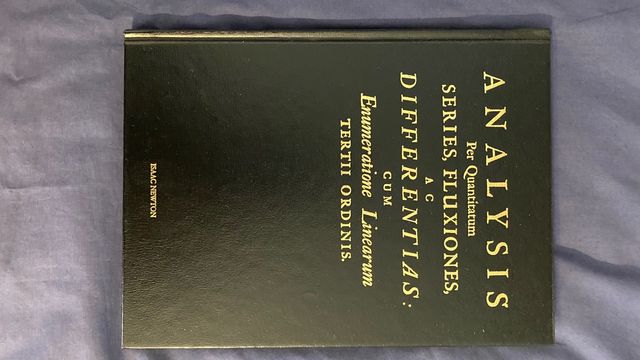 ANALYSIS
Per Quantitatum
SERIES, FLUXIONES,
AC
DIFFERENTIAS:
CUM
Enumeratione Linearum
TERTII ORDINIS.
ISAAC NEWTON